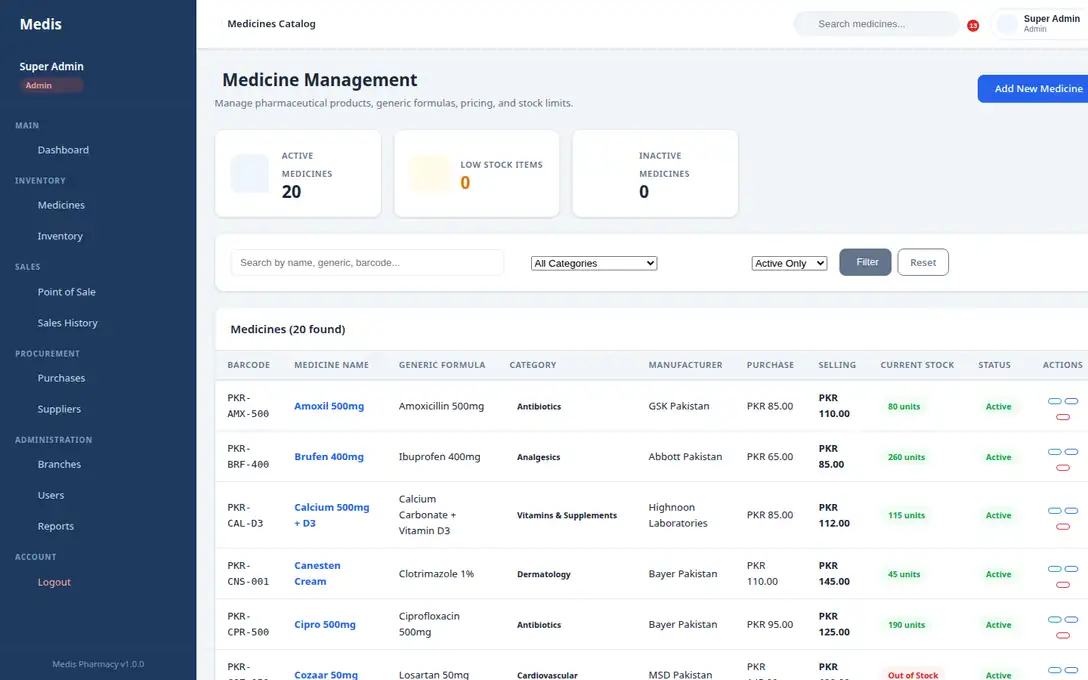 Medis
Medicines Catalog
Search medicines...
13
Super Admin
Admin
Super Admin
Admin
MAIN
Dashboard
INVENTORY
Medicines
Inventory
SALES
Point of Sale
Sales History
PROCUREMENT
Purchases
Suppliers
ADMINISTRATION
Branches
Users
Reports
ACCOUNT
Logout
Medis Pharmacy v1.0.0
Medicine Management
Manage pharmaceutical products, generic formulas, pricing, and stock limits.
Add New Medicine
ACTIVE
MEDICINES
20
LOW STOCK ITEMS
0
INACTIVE
MEDICINES
0
Search by name, generic, barcode...
All Categories
Active Only
Filter
Reset
Medicines (20 found)
BARCODE MEDICINE NAME GENERIC FORMULA CATEGORY MANUFACTURER PURCHASE SELLING CURRENT STOCK STATUS ACTIONS
PKR-
AMX-500
Amoxil 500mg
Amoxicillin 500mg
Antibiotics
GSK Pakistan
PKR 85.00
PKR
110.00
80 units
Active
PKR-
BRF-400
Brufen 400mg
Ibuprofen 400mg
Analgesics
Abbott Pakistan
PKR 65.00
PKR
85.00
260 units
Active
PKR-
CAL-D3
Calcium 500mg
+ D3
Calcium
Carbonate +
Vitamin D3
Vitamins & Supplements
Highnoon
Laboratories
PKR 85.00
PKR
112.00
115 units
Active
PKR-
CNS-001
Canesten
Cream
Clotrimazole 1%
Dermatology
Bayer Pakistan
PKR
110.00
PKR
145.00
45 units
Active
PKR-
CPR-500
Cipro 500mg
Ciprofloxacin
500mg
Antibiotics
Bayer Pakistan
PKR 95.00
PKR
125.00
190 units
Active
PKR-
Cozaar 50mg
Losartan 50mg
Cardiovascular
MSD Pakistan
PKR
PKR
Out of Stock
Active